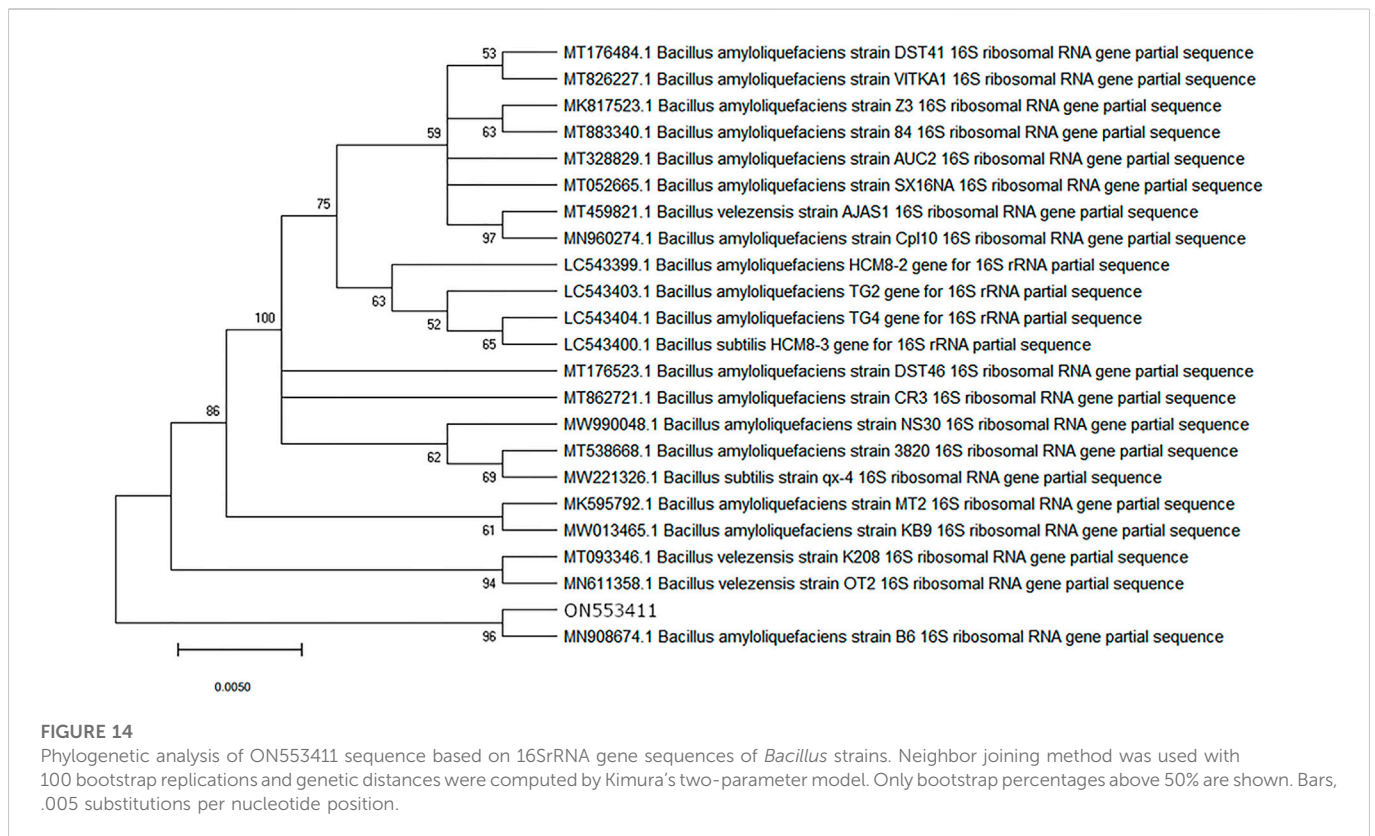 53
MT176484.1 Bacillus amyloliquefaciens strain DST41 16S ribosomal RNA gene partial sequence
MT826227.1 Bacillus amyloliquefaciens strain VITKA1 16S ribosomal RNA gene partial sequence
MK817523.1 Bacillus amyloliquefaciens strain Z3 16S ribosomal RNA gene partial sequence
59
63
MT883340.1 Bacillus amyloliquefaciens strain 84 16S ribosomal RNA gene partial sequence
MT328829.1 Bacillus amyloliquefaciens strain AUC2 16S ribosomal RNA gene partial sequence
MT052665.1 Bacillus amyloliquefaciens strain SX16NA 16S ribosomal RNA gene partial sequence
75
MT459821.1 Bacillus velezensis strain AJAS1 16S ribosomal RNA gene partial sequence
97
MN960274.1 Bacillus amyloliquefaciens strain Cpl10 16S ribosomal RNA gene partial sequence
LC543399.1 Bacillus amyloliquefaciens HCM8-2 gene for 16S rRNA partial sequence
63
LC543403.1 Bacillus amyloliquefaciens TG2 gene for 16S rRNA partial sequence
100
52
LC543404.1 Bacillus amyloliquefaciens TG4 gene for 16S rRNA partial sequence
65
LC543400.1 Bacillus subtilis HCM8-3 gene for 16S rRNA partial sequence
MT176523.1 Bacillus amyloliquefaciens strain DST46 16S ribosomal RNA gene partial sequence
MT862721.1 Bacillus amyloliquefaciens strain CR3 16S ribosomal RNA gene partial sequence
86
MW990048.1 Bacillus amyloliquefaciens strain NS30 16S ribosomal RNA gene partial sequence
62
MT538668.1 Bacillus amyloliquefaciens strain 3820 16S ribosomal RNA gene partial sequence
69
MW221326.1 Bacillus subtilis strain qx-4 16S ribosomal RNA gene partial sequence
MK595792.1 Bacillus amyloliquefaciens strain MT2 16S ribosomal RNA gene partial sequence
61
MW013465.1 Bacillus amyloliquefaciens strain KB9 16S ribosomal RNA gene partial sequence
MT093346.1 Bacillus velezensis strain K208 16S ribosomal RNA gene partial sequence
94
MN611358.1 Bacillus velezensis strain OT2 16S ribosomal RNA gene partial sequence
ON553411
96
MN908674.1 Bacillus amyloliquefaciens strain B6 16S ribosomal RNA gene partial sequence
0.0050
FIGURE 14
Phylogenetic analysis of ON553411 sequence based on 16SrRNA gene sequences of Bacillus strains. Neighbor joining method was used with
100 bootstrap replications and genetic distances were computed by Kimura's two-parameter model. Only bootstrap percentages above 50% are shown. Bars,
.005 substitutions per nucleotide position.